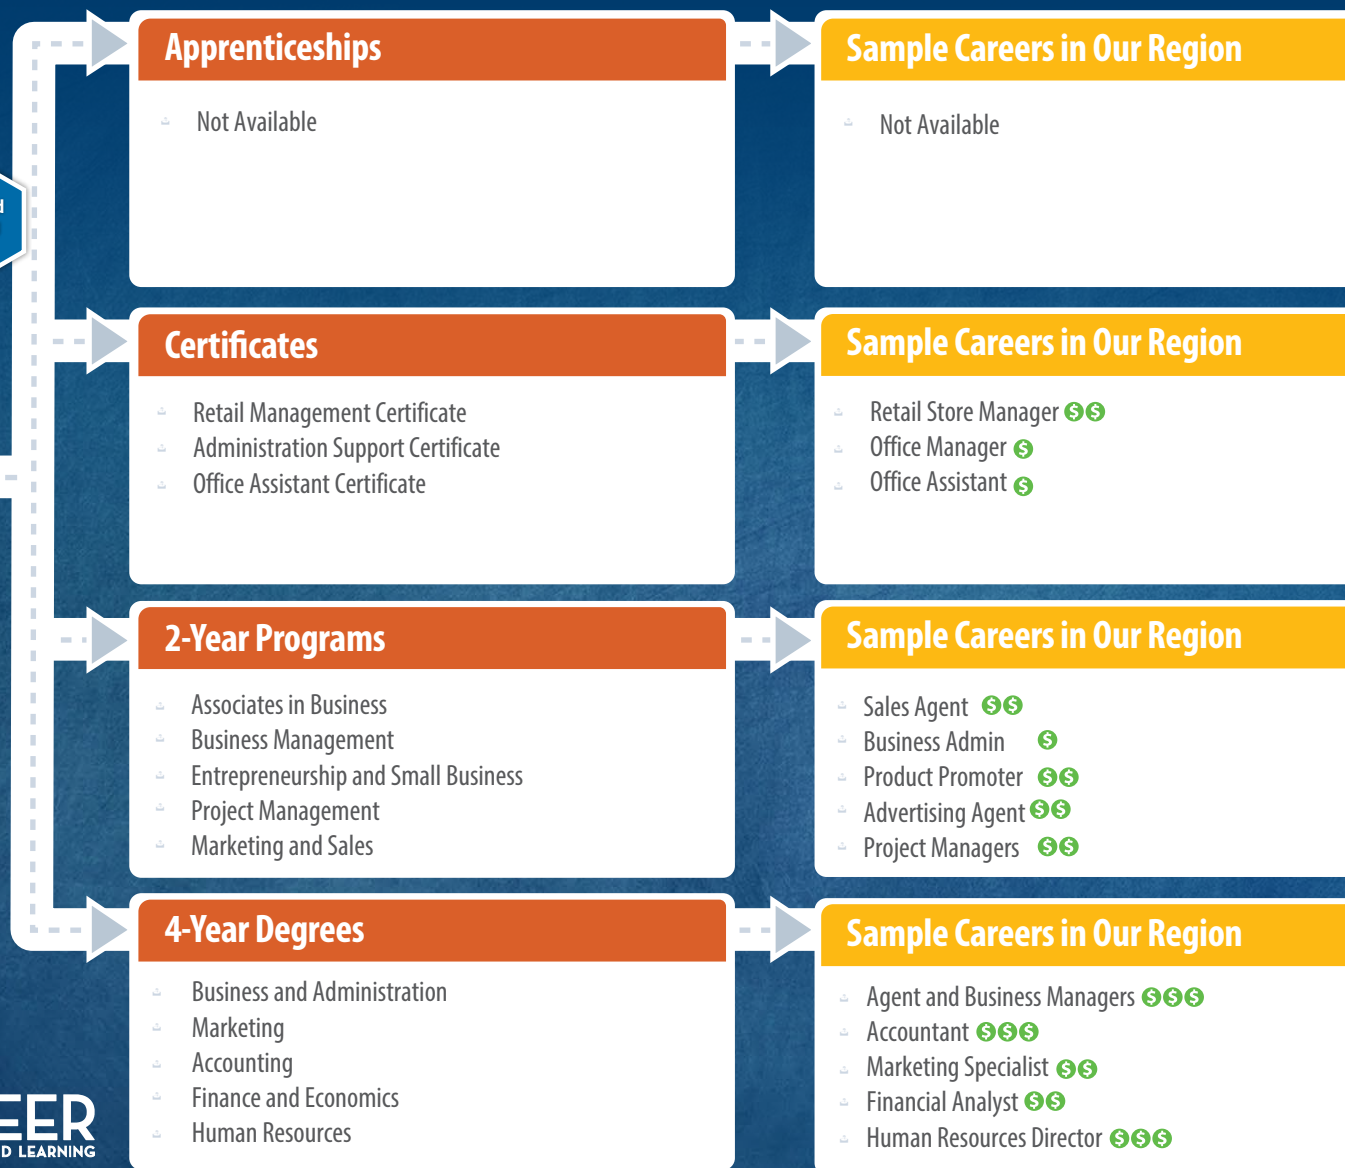 Apprenticeships
Not Available
Sample Careers in Our Region
Not Available
Certificates
Retail Management Certificate
Administration Support Certificate
Office Assistant Certificate
Sample Careers in Our Region
Retail Store Manager $$
Office Manager $
Office Assistant $
2-Year Programs
Associates in Business
Business Management
Entrepreneurship and Small Business
Project Management
Marketing and Sales
Sample Careers in Our Region
Sales Agent $$
Business Admin $
Product Promoter $$
Advertising Agent $$
Project Managers $$
4-Year Degrees
Business and Administration
Marketing
Accounting
Finance and Economics
Human Resources
Sample Careers in Our Region
Agent and Business Managers $$$
Accountant $$$
Marketing Specialist $$
Financial Analyst $$
Human Resources Director $$$
EER
D LEARNING